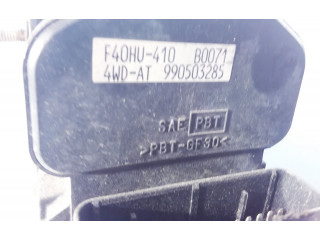 F40HU-410 B0071
4WD-AT 990503285
SAE PBT
>PBT-GF30<